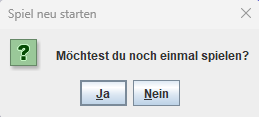 Spiel neu starten
Möchtest du noch einmal spielen?
Ja Nein